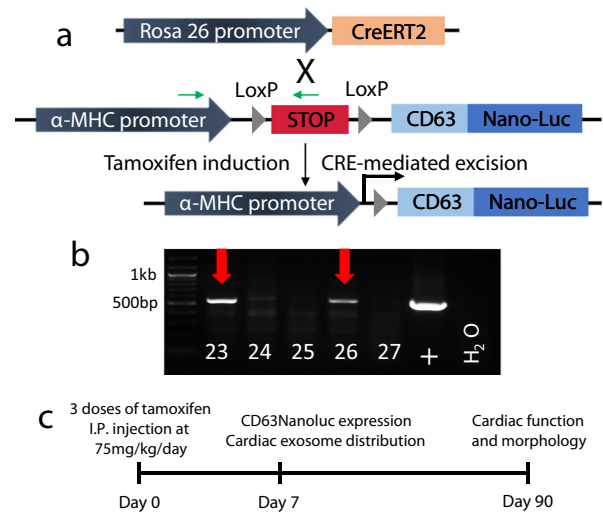 a
Rosa 26 promoter
CreERT2
X
LoxP
LoxP
α-MHC promoter
STOP
CD63
Nano-Luc
Tamoxifen induction
CRE-mediated excision
α-MHC promoter
CD63
Nano-Luc
b
1kb
500bp
23
24
25
26
27
+
H2O
c
3 doses of tamoxifen
I.P. injection at
75mg/kg/day
CD63Nanoluc expression
Cardiac exosome distribution
Cardiac function
and morphology
Day 0
Day 7
Day 90